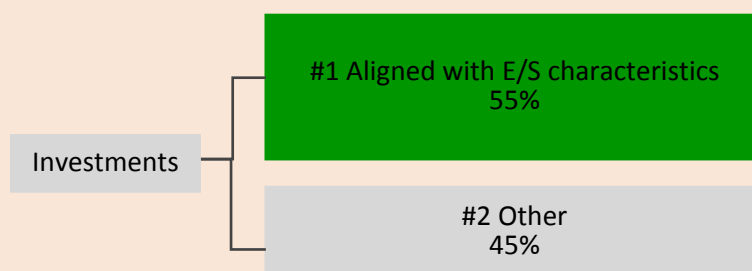 #1 Aligned with E/S characteristics
55%
Investments
#2 Other
45%